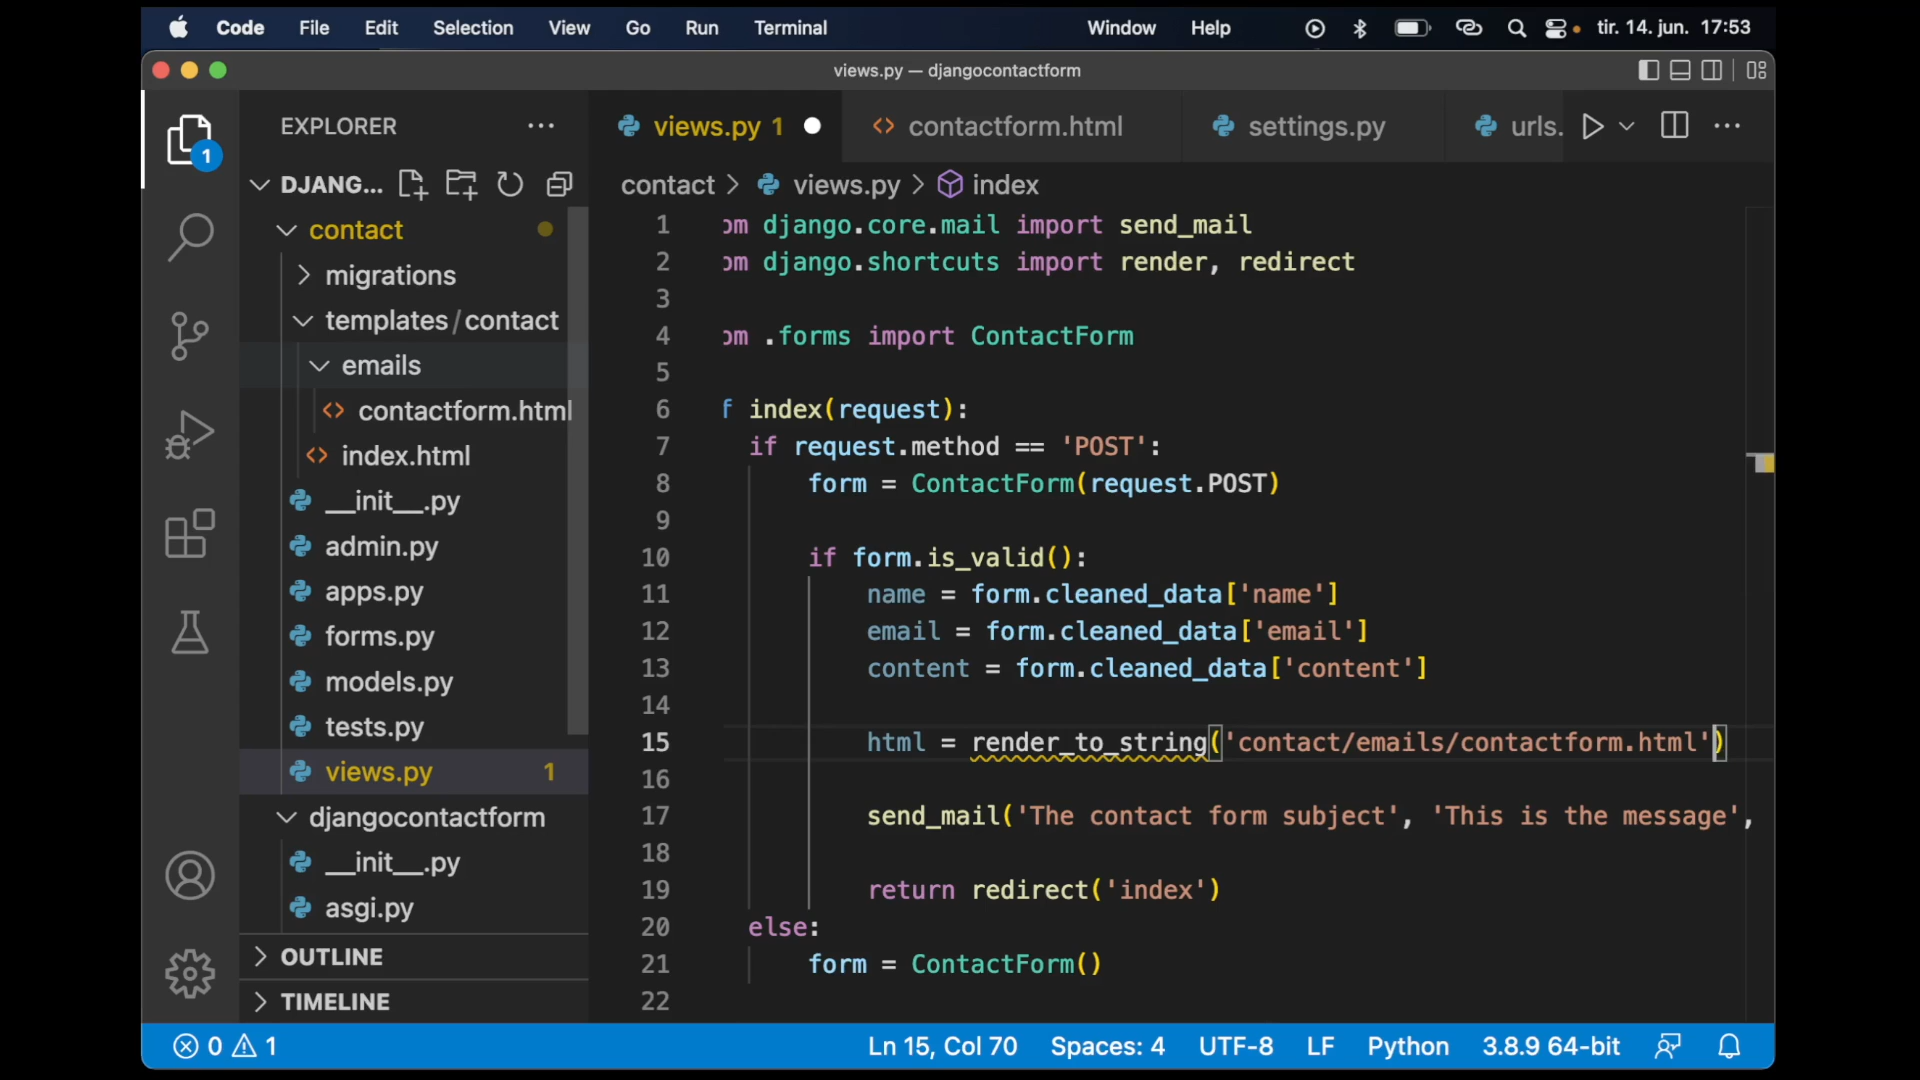 Code File Edit Selection View Go Run Terminal Window Help tir. 14. jun. 17:53
views.py — djangocontactform
EXPLORER
views.py 1
contactform.html
settings.py
urls.
DJANG...
contact > views.py > index
contact
migrations
templates/contact
emails
contactform.html
index.html
__init__.py
admin.py
apps.py
forms.py
models.py
tests.py
views.py 1
djangocontactform
__init__.py
asgi.py
OUTLINE
TIMELINE
1
1 om django.core.mail import send_mail
2 om django.shortcuts import render, redirect
3
4 om .forms import ContactForm
5
6 f index(request):
7 if request.method == 'POST':
8 form = ContactForm(request.POST)
9
10 if form.is_valid():
11 name = form.cleaned_data['name']
12 email = form.cleaned_data['email']
13 content = form.cleaned_data['content']
14
15 html = render_to_string('contact/emails/contactform.html')
16
17 send_mail('The contact form subject', 'This is the message',
18
19 return redirect('index')
20 else:
21 form = ContactForm()
22
0 1 Ln 15, Col 70 Spaces: 4 UTF-8 LF Python 3.8.9 64-bit